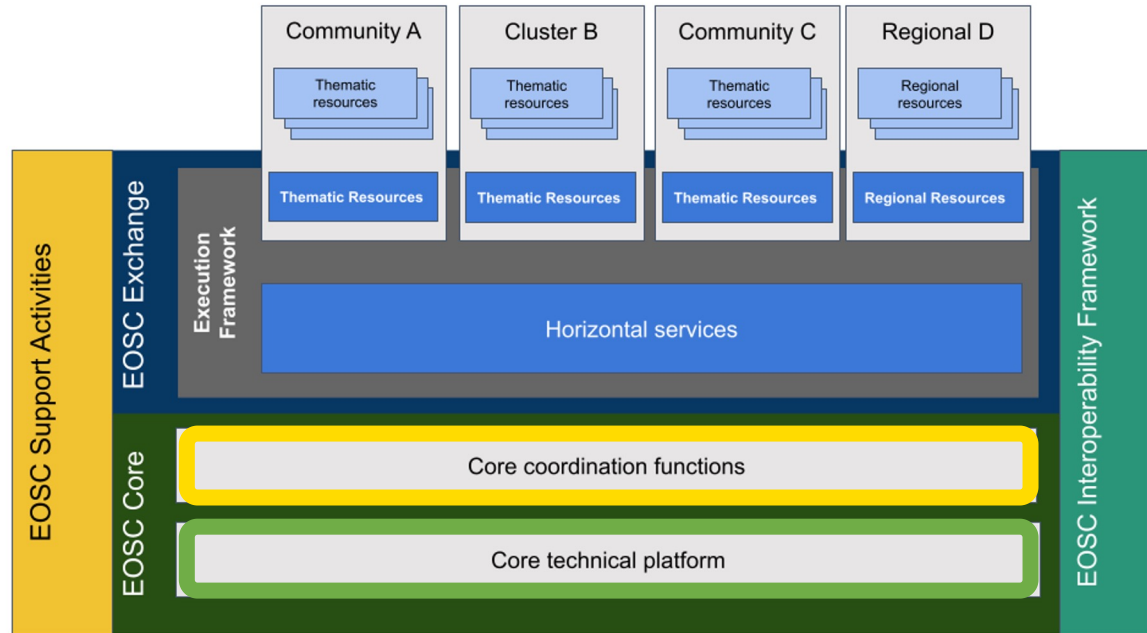 Community A
Cluster B
Community C
Regional D
Thematic
resources
Thematic
resources
Thematic
resources
Regional
resources
Thematic Resources
Thematic Resources
Thematic Resources
Regional Resources
EOSC Support Activities
EOSC Exchange
Execution
Framework
Horizontal services
EOSC Core
Core coordination functions
Core technical platform
EOSC Interoperability Framework